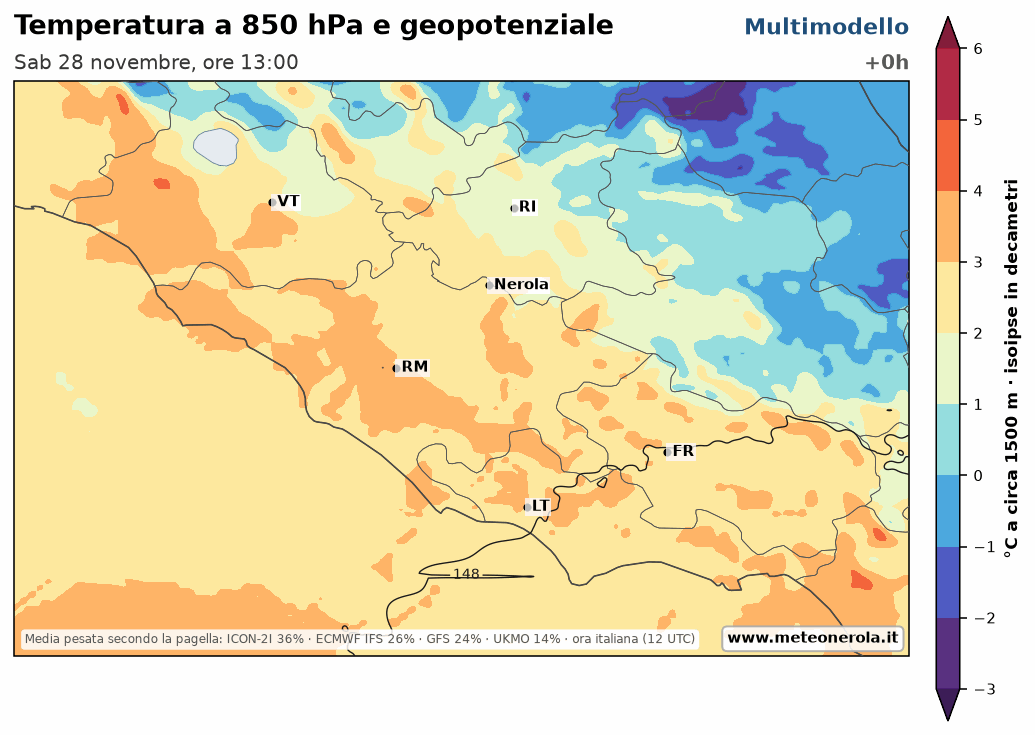 Temperatura a 850 hPa e geopotenziale
Multimodello
Sab 28 novembre, ore 13:00
+0h
VT
RI
Nerola
RM
FR
LT
148
Media pesata secondo la pagella: ICON-2I 36% · ECMWF IFS 26% · GFS 24% · UKMO 14% · ora italiana (12 UTC)
www.meteonerola.it
6
5
4
3
2
1
0
−1
−2
−3
°C a circa 1500 m · isoipse in decametri